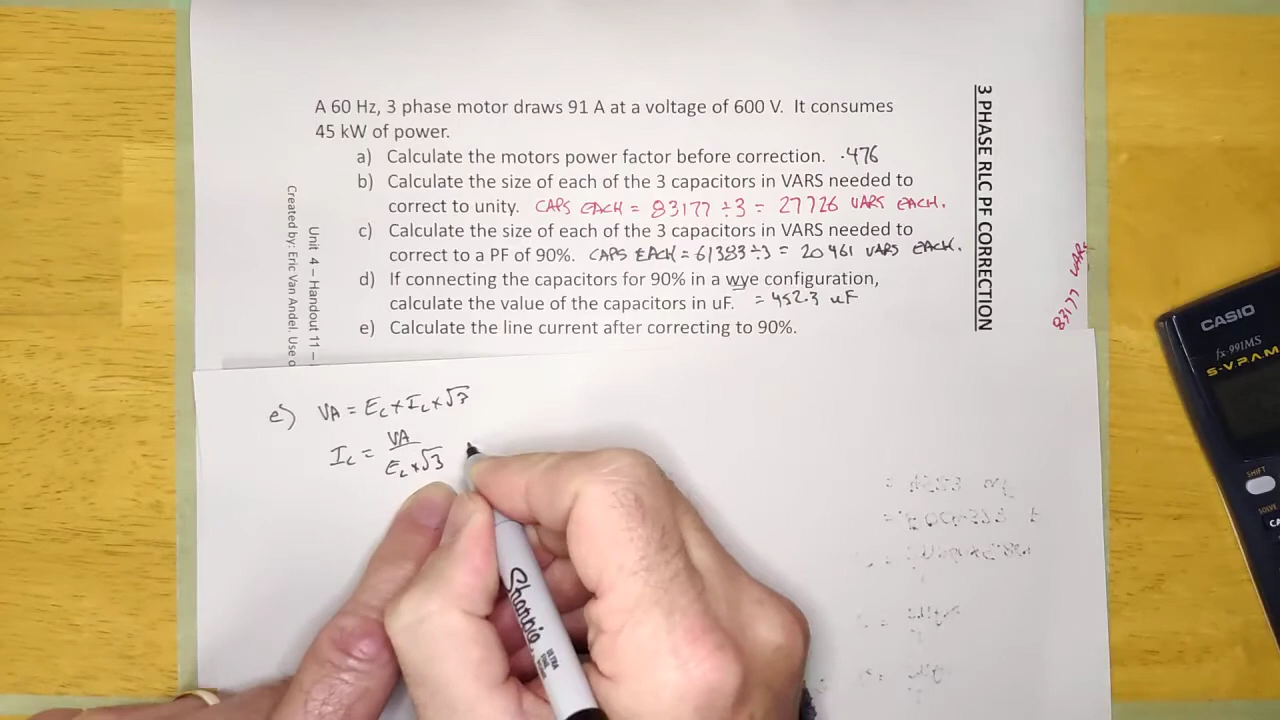 A 60 Hz, 3 phase motor draws 91 A at a voltage of 600 V. It consumes
45 kW of power.
a) Calculate the motors power factor before correction. .476
b) Calculate the size of each of the 3 capacitors in VARS needed to
correct to unity. CAPS EACH = 83177 ÷ 3 = 27726 VARS EACH.
c) Calculate the size of each of the 3 capacitors in VARS needed to
correct to a PF of 90%. CAPS EACH = 61383 ÷ 3 = 20461 VARS EACH.
d) If connecting the capacitors for 90% in a wye configuration,
calculate the value of the capacitors in uF. = 452.3 uF
e) Calculate the line current after correcting to 90%.
3 PHASE RLC PF CORRECTION
Unit 4 – Handout 11 –
Created by: Eric Van Andel. Use
83177 VARS
e) VA = EL x IL x √3
IL = VA
EL x √3
Sharpie
ULTRA
FINE
CASIO
fx-991MS
S-V.P.A.M.
SHIFT
SOLVE